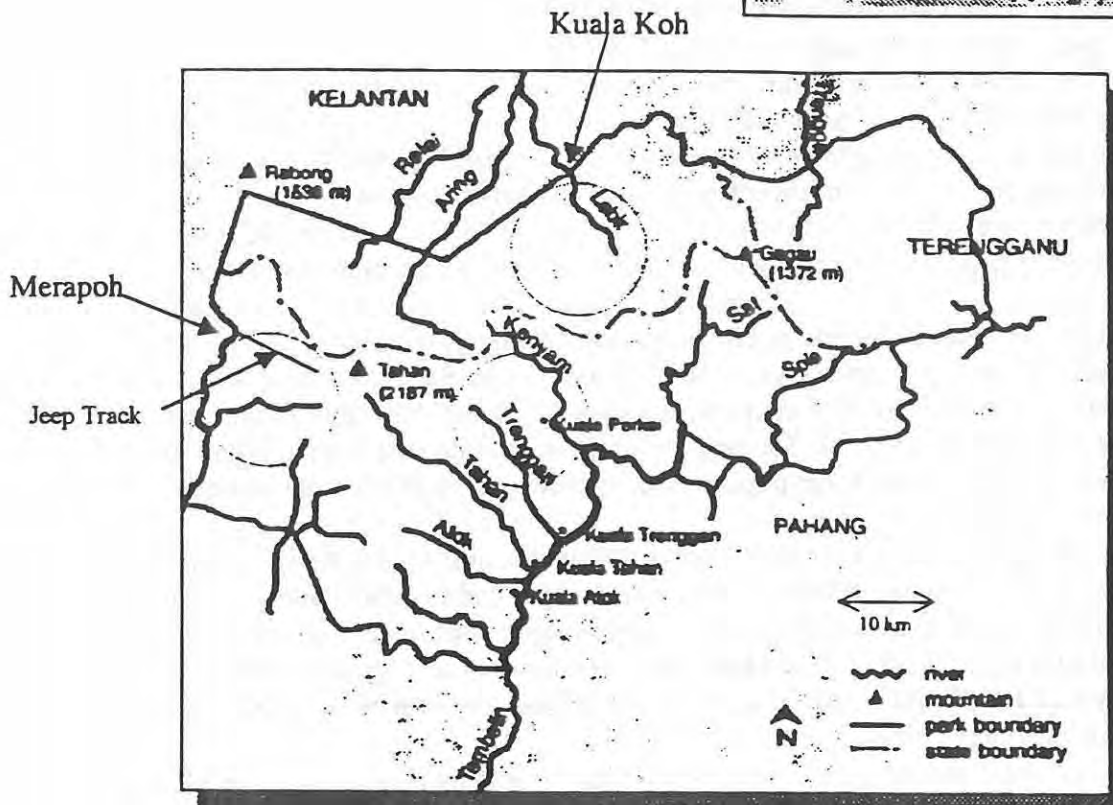 Kuala Koh
KELANTAN
Relai
Aring
Rabong
(1538 m)
Lebir
TERENGGANU
Gagau
(1372 m)
Merapoh
Sat
Spia
Kenyam
Tahan
(2187 m)
Jeep Track
Kuala Perkai
Trenggan
Tahan
PAHANG
Atok
Kuala Trenggan
Kuala Tahan
Kuala Atok
10 km
river
mountain
N
park boundary
state boundary
Tembelin